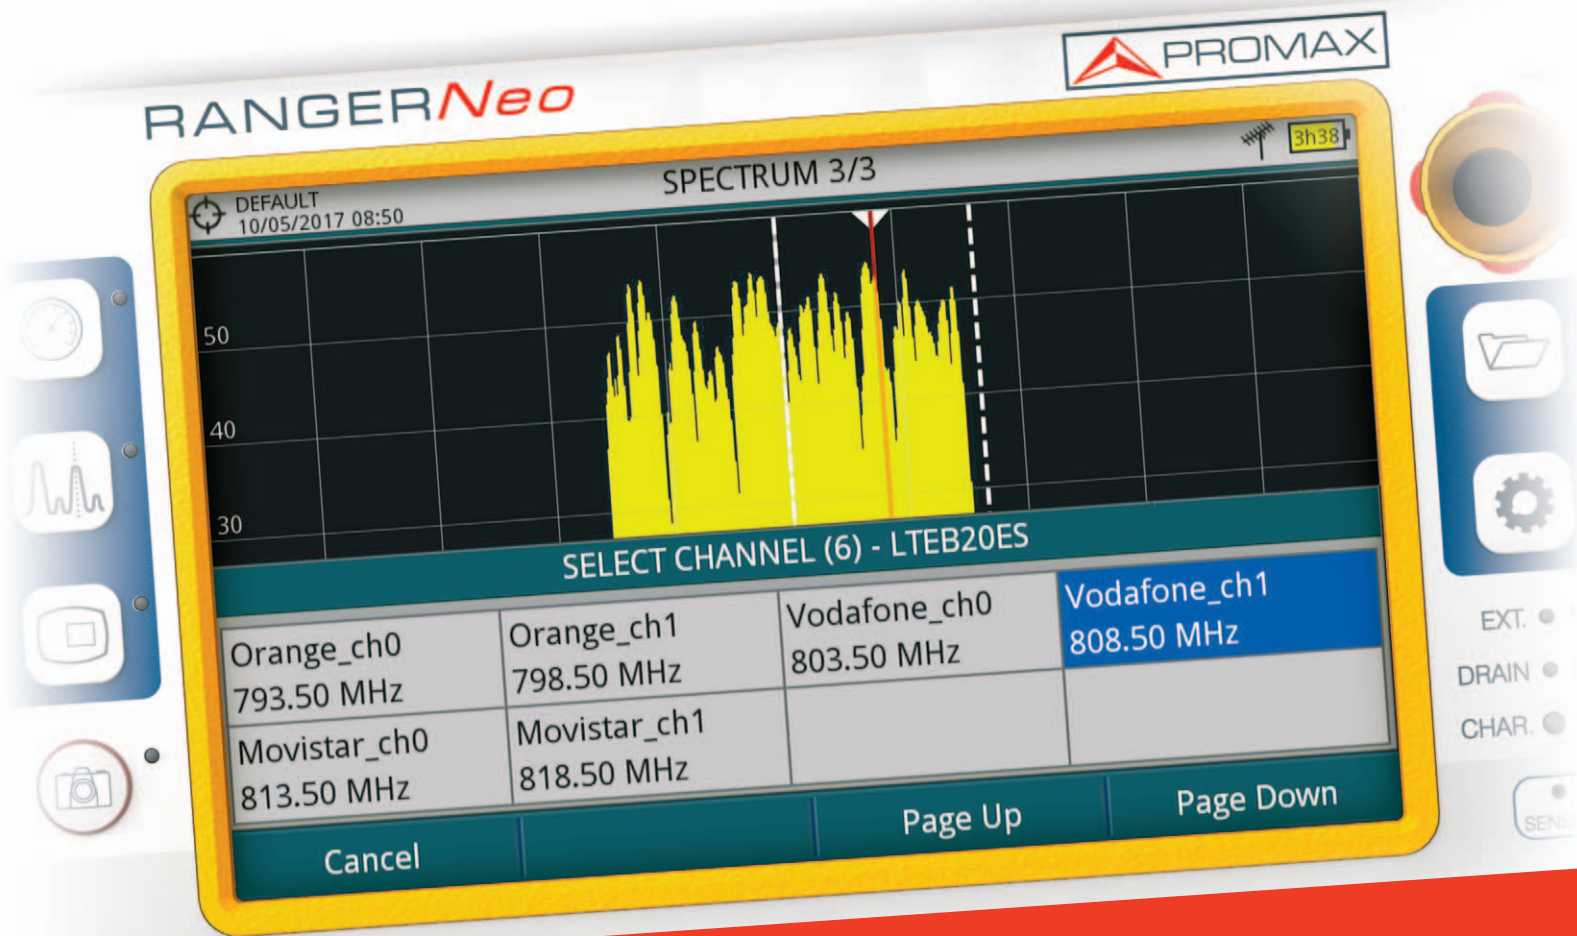 RANGERNeo
PROMAX
DEFAULT
10/05/2017 08:50
SPECTRUM 3/3
3h38
50
40
30
SELECT CHANNEL (6) - LTEB20ES
Orange_ch0
793.50 MHz
Orange_ch1
798.50 MHz
Vodafone_ch0
803.50 MHz
Vodafone_ch1
808.50 MHz
Movistar_ch0
813.50 MHz
Movistar_ch1
818.50 MHz
Cancel
Page Up
Page Down
EXT.
DRAIN
CHAR.
SENS